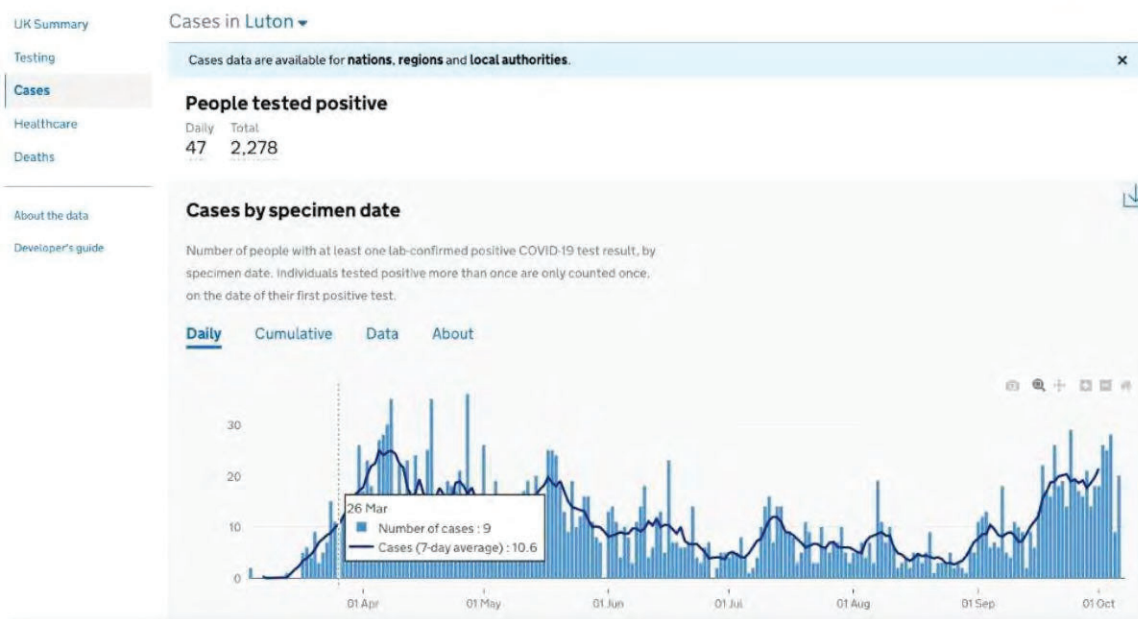 UK Summary
Testing
Cases
Healthcare
Deaths
About the data
Developer's guide
Cases in Luton
Cases data are available for nations, regions and local authorities.
People tested positive
Daily Total
47 2,278
Cases by specimen date
Number of people with at least one lab-confirmed positive COVID-19 test result, by
specimen date. Individuals tested positive more than once are only counted once,
on the date of their first positive test.
Daily Cumulative Data About
30
20
10
0
26 Mar
Number of cases : 9
Cases (7-day average) : 10.6
01 Apr 01 May 01 Jun 01 Jul 01 Aug 01 Sep 01 Oct